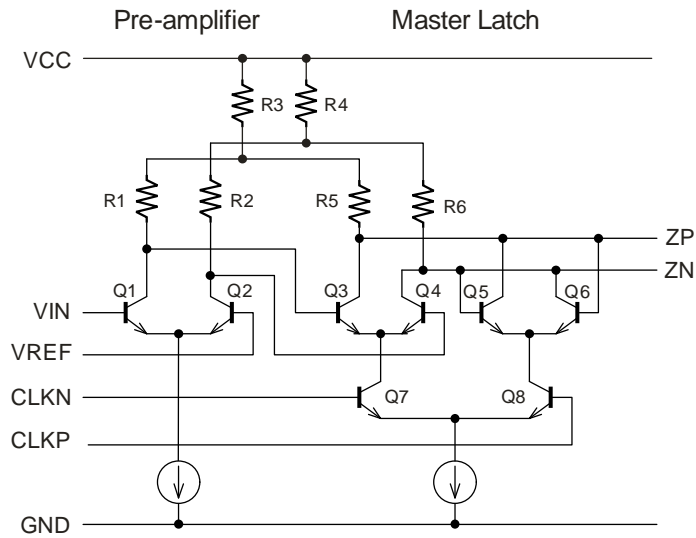 Pre-amplifier Master Latch
VCC
R3 R4
R1 R2 R5 R6
ZP
ZN
Q1 Q2 Q3 Q4 Q5 Q6
VIN
VREF
CLKN Q7 Q8
CLKP
GND